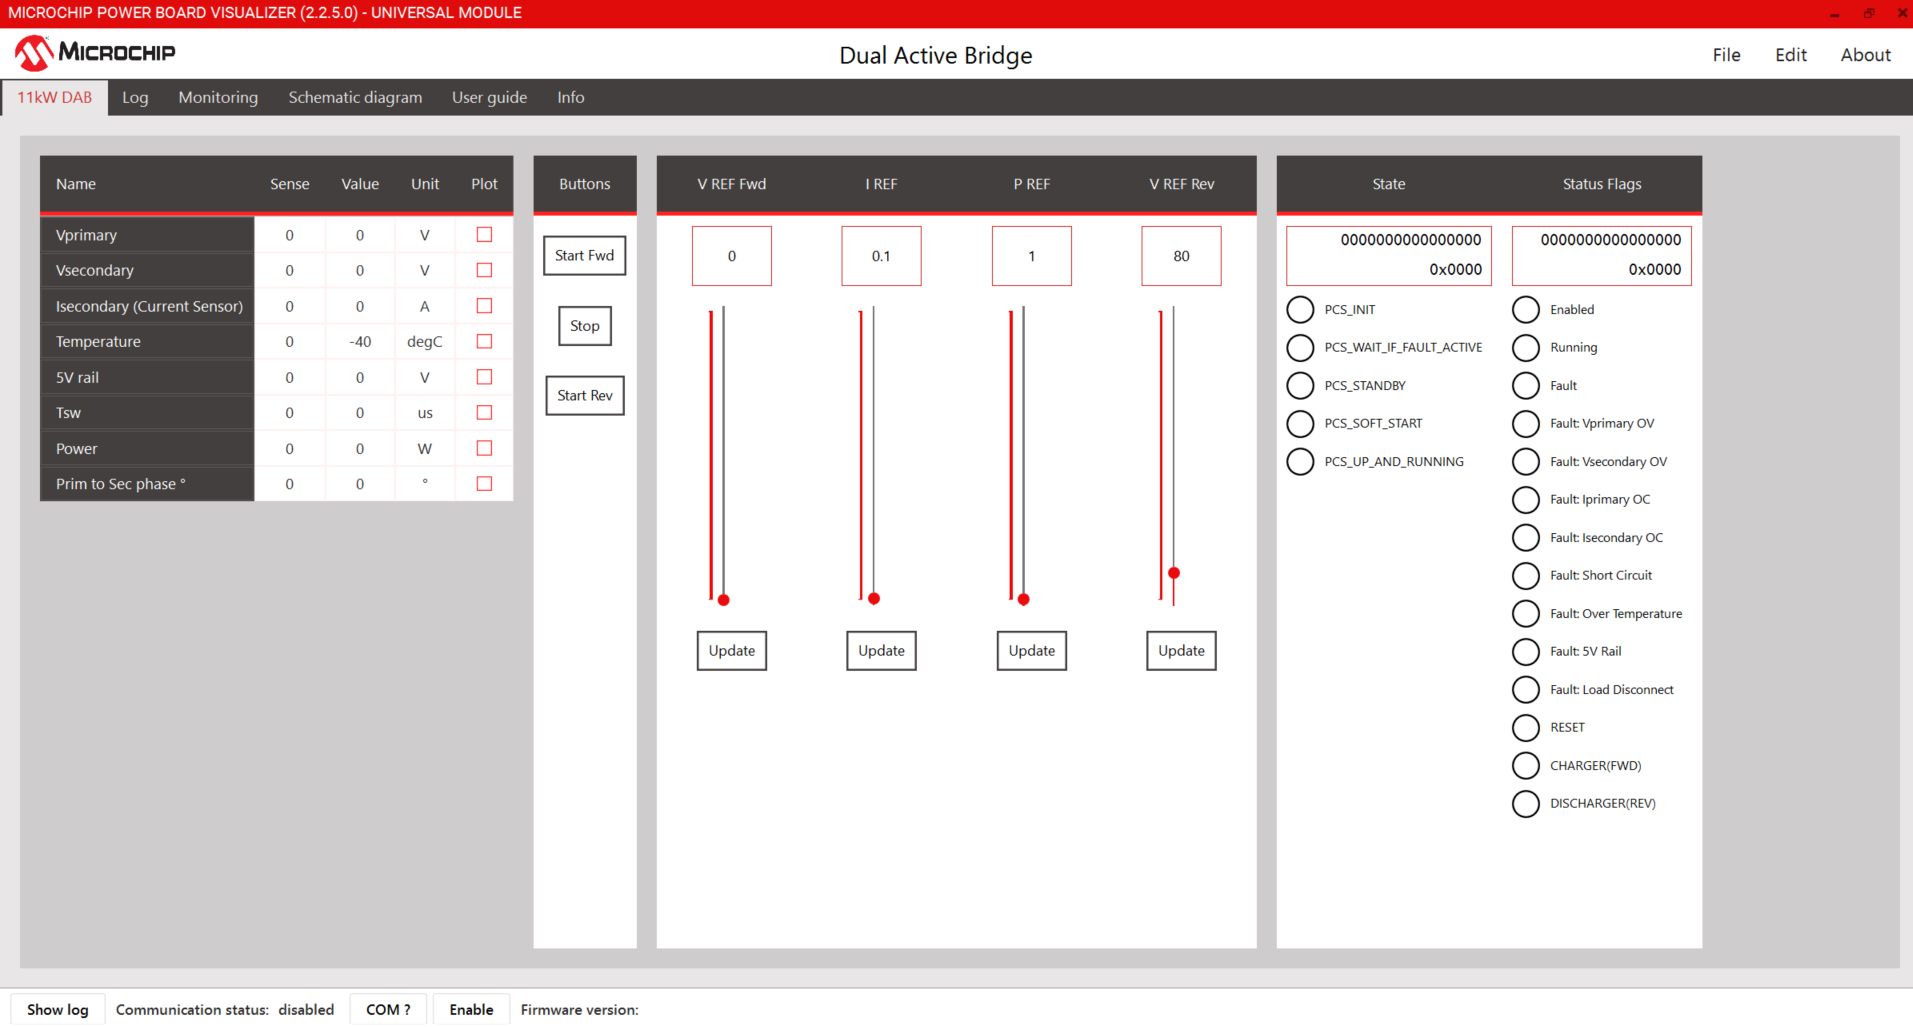 MICROCHIP POWER BOARD VISUALIZER (2.2.5.0) - UNIVERSAL MODULE
MICROCHIP
Dual Active Bridge
File Edit About
11kW DAB Log Monitoring Schematic diagram User guide Info
Name Sense Value Unit Plot
Vprimary 0 0 V
Vsecondary 0 0 V
Isecondary (Current Sensor) 0 0 A
Temperature 0 -40 degC
5V rail 0 0 V
Tsw 0 0 us
Power 0 0 W
Prim to Sec phase ° 0 0 °
Buttons
Start Fwd
Stop
Start Rev
V REF Fwd I REF P REF V REF Rev
0 0.1 1 80
Update Update Update Update
State
0000000000000000
0x0000
PCS_INIT
PCS_WAIT_IF_FAULT_ACTIVE
PCS_STANDBY
PCS_SOFT_START
PCS_UP_AND_RUNNING
Status Flags
0000000000000000
0x0000
Enabled
Running
Fault
Fault: Vprimary OV
Fault: Vsecondary OV
Fault: Iprimary OC
Fault: Isecondary OC
Fault: Short Circuit
Fault: Over Temperature
Fault: 5V Rail
Fault: Load Disconnect
RESET
CHARGER(FWD)
DISCHARGER(REV)
Show log Communication status: disabled COM ? Enable Firmware version: